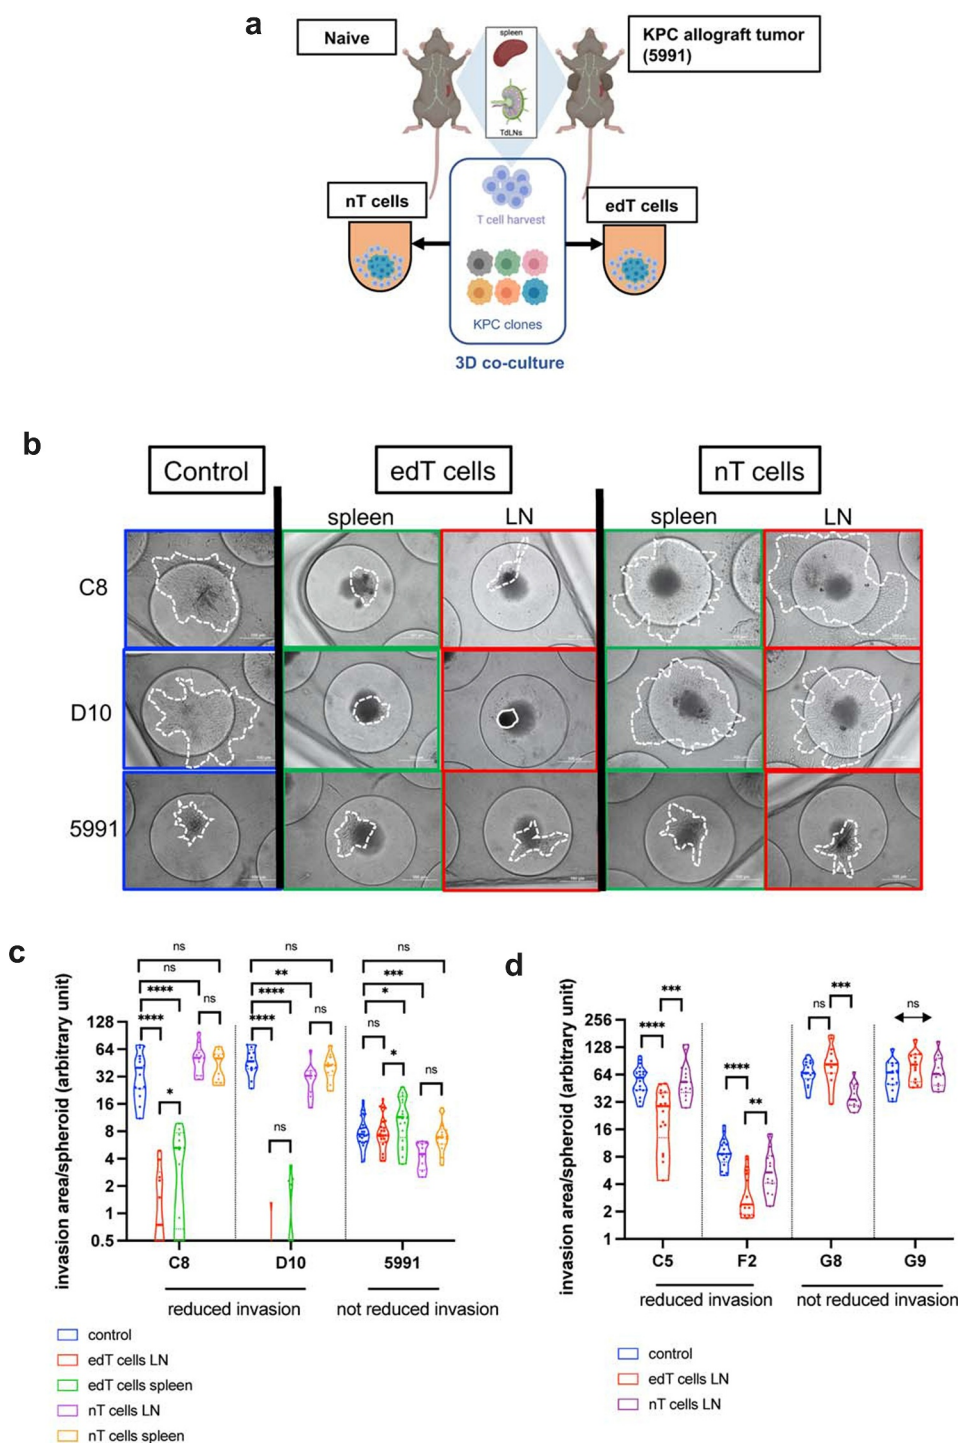 a
Naive
spleen
TdLNs
KPC allograft tumor
(5991)
nT cells
edT cells
T cell harvest
KPC clones
3D co-culture
b
Control
edT cells
nT cells
spleen
LN
spleen
LN
C8
D10
5991
c
invasion area/spheroid (arbitrary unit)
128
64
32
16
8
4
2
1
0.5
ns
ns
****
****
ns
*
ns
**
****
****
ns
ns
ns
***
*
ns
*
ns
C8
D10
5991
reduced invasion
not reduced invasion
control
edT cells LN
edT cells spleen
nT cells LN
nT cells spleen
d
invasion area/spheroid (arbitrary unit)
256
128
64
32
16
8
4
2
1
***
****
****
**
***
ns
ns
C5
F2
G8
G9
reduced invasion
not reduced invasion
control
edT cells LN
nT cells LN